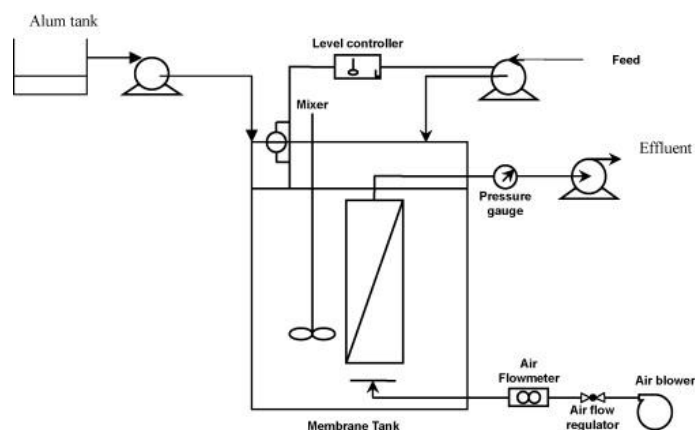 Alum tank
Level controller
Feed
Mixer
Effluent
Pressure
gauge
Air
Flowmeter
Air blower
Air flow
regulator
Membrane Tank